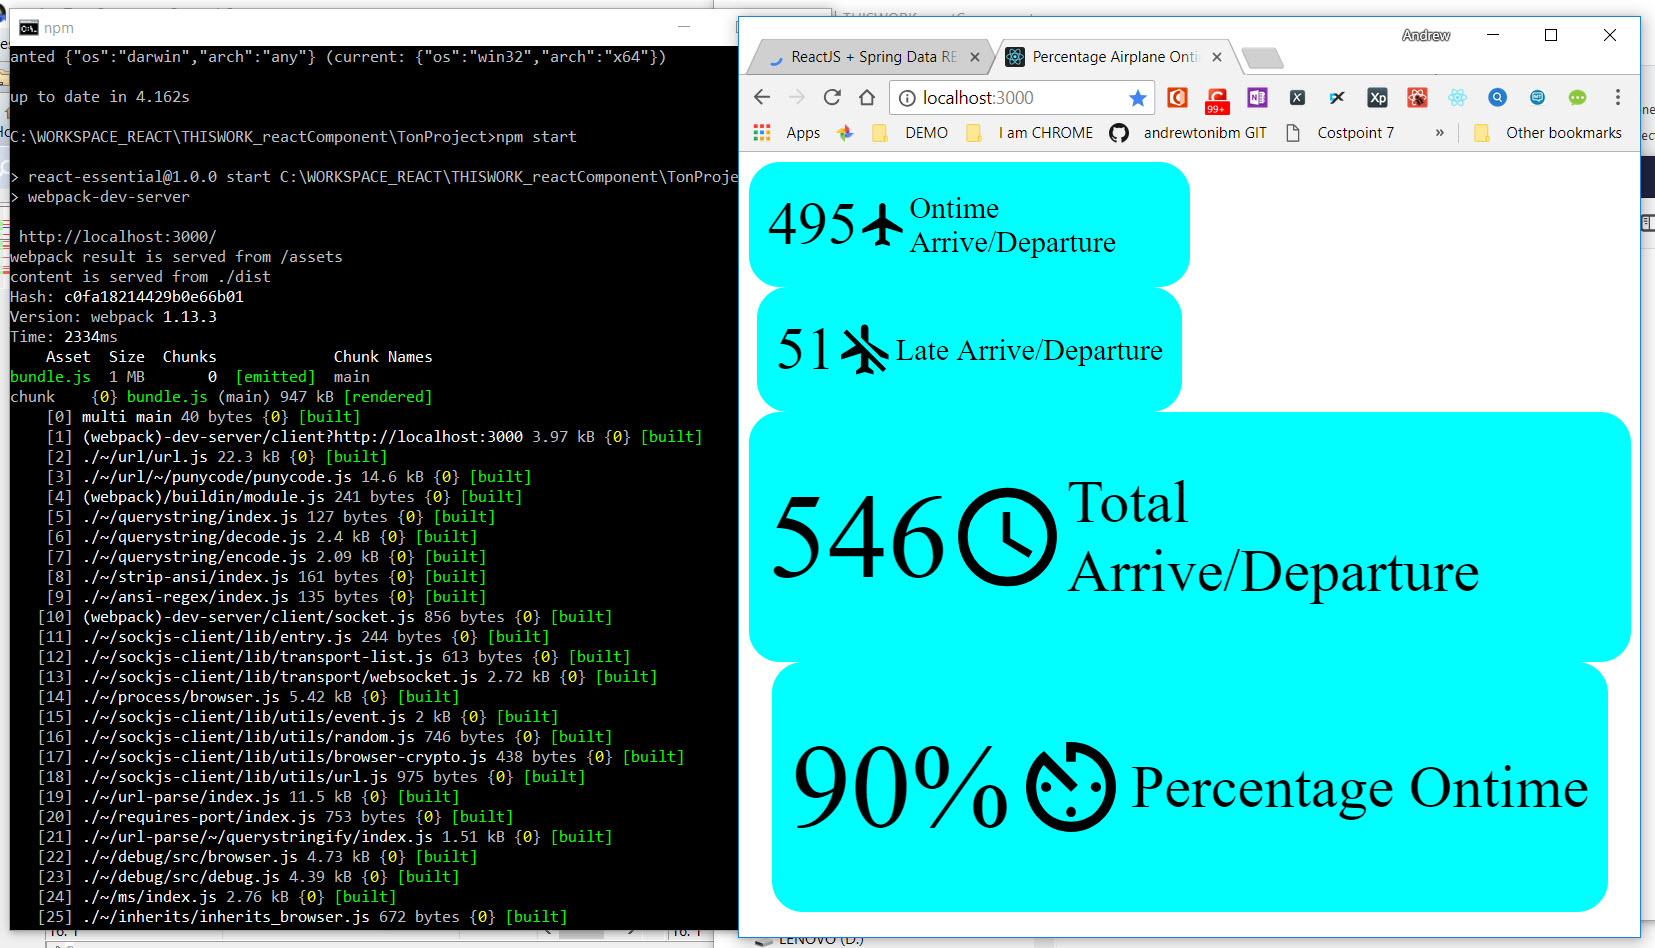 npm
anted {"os":"darwin","arch":"any"} (current: {"os":"win32","arch":"x64"})
up to date in 4.162s
C:\WORKSPACE_REACT\THISWORK_reactComponent\TonProject>npm start
> react-essential@1.0.0 start C:\WORKSPACE_REACT\THISWORK_reactComponent\TonProje
> webpack-dev-server
http://localhost:3000/
webpack result is served from /assets
content is served from ./dist
Hash: c0fa18214429b0e66b01
Version: webpack 1.13.3
Time: 2334ms
Asset Size Chunks Chunk Names
bundle.js 1 MB 0 [emitted] main
chunk {0} bundle.js (main) 947 kB [rendered]
[0] multi main 40 bytes {0} [built]
[1] (webpack)-dev-server/client?http://localhost:3000 3.97 kB {0} [built]
[2] ./~/url/url.js 22.3 kB {0} [built]
[3] ./~/url/~/punycode/punycode.js 14.6 kB {0} [built]
[4] (webpack)/buildin/module.js 241 bytes {0} [built]
[5] ./~/querystring/index.js 127 bytes {0} [built]
[6] ./~/querystring/decode.js 2.4 kB {0} [built]
[7] ./~/querystring/encode.js 2.09 kB {0} [built]
[8] ./~/strip-ansi/index.js 161 bytes {0} [built]
[9] ./~/ansi-regex/index.js 135 bytes {0} [built]
[10] (webpack)-dev-server/client/socket.js 856 bytes {0} [built]
[11] ./~/sockjs-client/lib/entry.js 244 bytes {0} [built]
[12] ./~/sockjs-client/lib/transport-list.js 613 bytes {0} [built]
[13] ./~/sockjs-client/lib/transport/websocket.js 2.72 kB {0} [built]
[14] ./~/process/browser.js 5.42 kB {0} [built]
[15] ./~/sockjs-client/lib/utils/event.js 2 kB {0} [built]
[16] ./~/sockjs-client/lib/utils/random.js 746 bytes {0} [built]
[17] ./~/sockjs-client/lib/utils/browser-crypto.js 438 bytes {0} [built]
[18] ./~/sockjs-client/lib/utils/url.js 975 bytes {0} [built]
[19] ./~/url-parse/index.js 11.5 kB {0} [built]
[20] ./~/requires-port/index.js 753 bytes {0} [built]
[21] ./~/url-parse/~/querystringify/index.js 1.51 kB {0} [built]
[22] ./~/debug/src/browser.js 4.73 kB {0} [built]
[23] ./~/debug/src/debug.js 4.39 kB {0} [built]
[24] ./~/ms/index.js 2.76 kB {0} [built]
[25] ./~/inherits/inherits_browser.js 672 bytes {0} [built]
Andrew
ReactJS + Spring Data RE
Percentage Airplane Onti
localhost:3000
99+
Xp
Apps DEMO I am CHROME andrewtonibm GIT Costpoint 7 » Other bookmarks
495 Ontime
Arrive/Departure
51 Late Arrive/Departure
546 Total
Arrive/Departure
90% Percentage Ontime
LENOVO (D:)